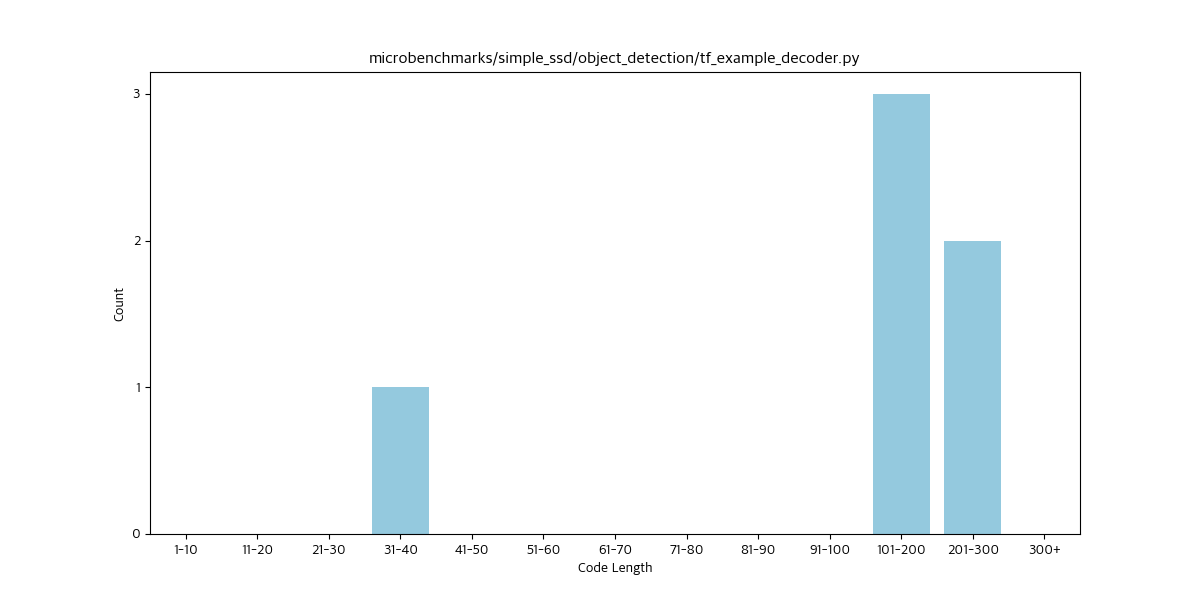 microbenchmarks/simple_ssd/object_detection/tf_example_decoder.py
3
2
1
0
Count
1-10 11-20 21-30 31-40 41-50 51-60 61-70 71-80 81-90 91-100 101-200 201-300 300+
Code Length